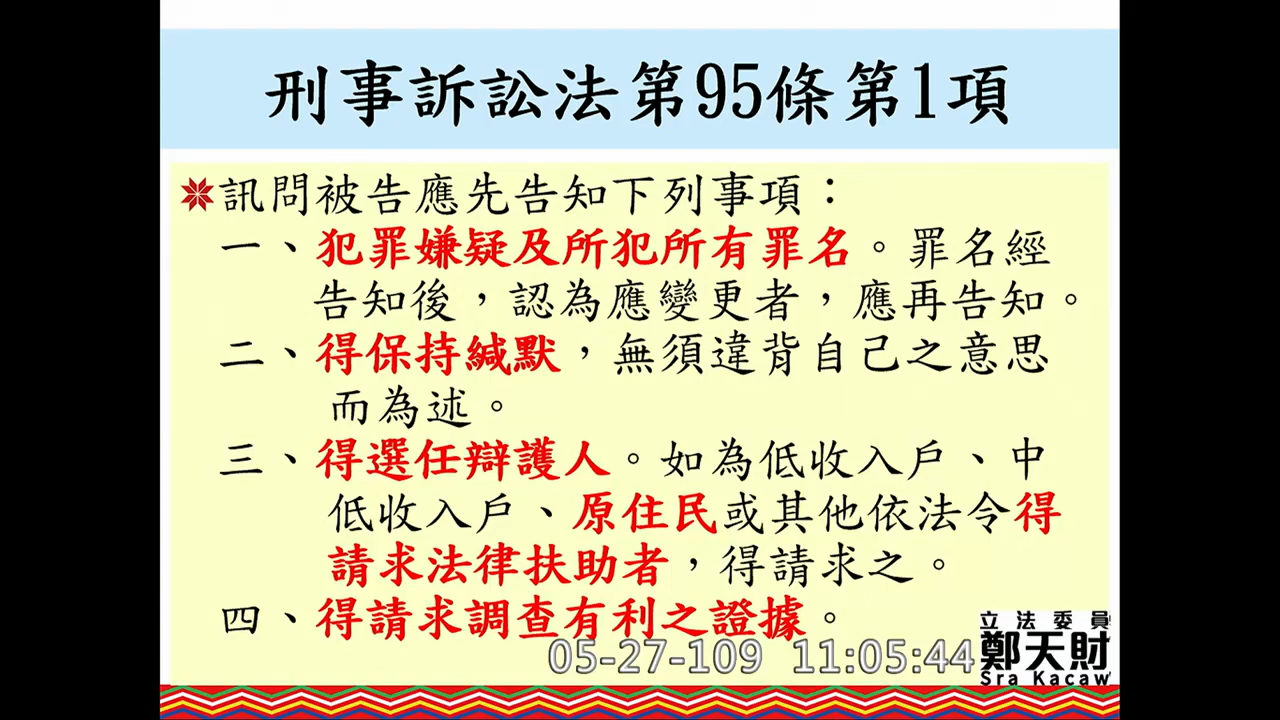 刑事訴訟法第95條第1項
訊問被告應先告知下列事項：
一、犯罪嫌疑及所犯所有罪名。罪名經
告知後，認為應變更者，應再告知。
二、得保持緘默，無須違背自己之意思
而為述。
三、得選任辯護人。如為低收入戶、中
低收入戶、原住民或其他依法令得
請求法律扶助者，得請求之。
四、得請求調查有利之證據。
05-27-109 11:05:44
立法委員
鄭天財
Sra Kacaw